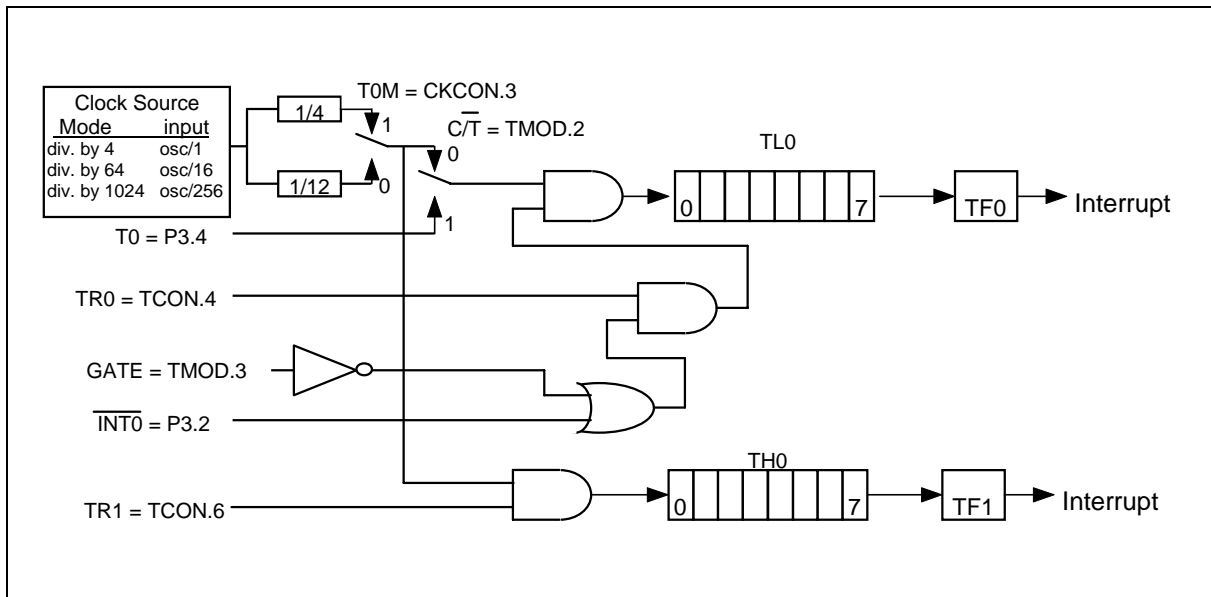 Clock Source
Mode input
div. by 4 osc/1
div. by 64 osc/16
div. by 1024 osc/256
1/4
1/12
T0M = CKCON.3
1
0
C/T̅ = TMOD.2
0
1
T0 = P3.4
TL0
0 7
TF0
Interrupt
TR0 = TCON.4
GATE = TMOD.3
I̅N̅T̅0̅ = P3.2
TR1 = TCON.6
TH0
0 7
TF1
Interrupt